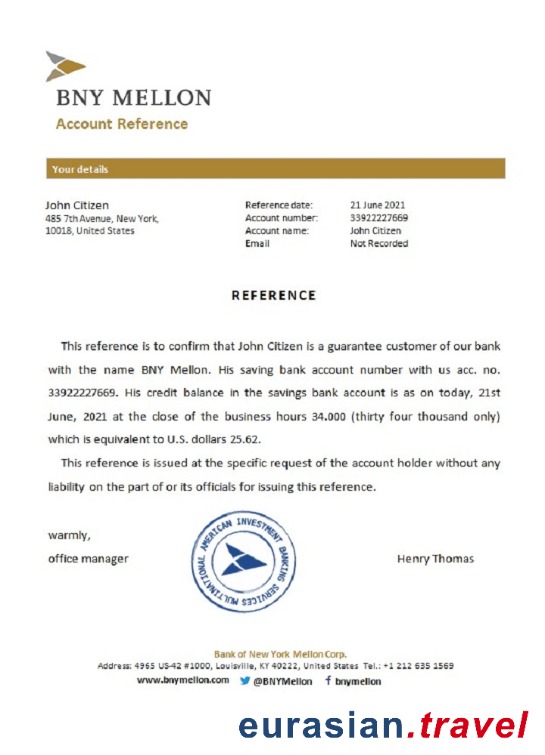 BNY MELLON
Account Reference
Your details
John Citizen
485 7th Avenue, New York,
10018, United States
Reference date: 21 June 2021
Account number: 33922227669
Account name: John Citizen
Email Not Recorded
REFERENCE
This reference is to confirm that John Citizen is a guarantee customer of our bank
with the name BNY Mellon. His saving bank account number with us acc. no.
33922227669. His credit balance in the savings bank account is as on today, 21st
June, 2021 at the close of the business hours 34.000 (thirty four thousand only)
which is equivalent to U.S. dollars 25.62.
This reference is issued at the specific request of the account holder without any
liability on the part of or its officials for issuing this reference.
warmly,
office manager
MULTINATIONAL AMERICAN INVESTMENT BANKING SERVICES
Henry Thomas
Bank of New York Mellon Corp.
Address: 4965 US-42 #1000, Louisville, KY 40222, United States Tel.: +1 212 635 1569
www.bnymellon.com @BNYMellon f bnymellon
eurasian.travel